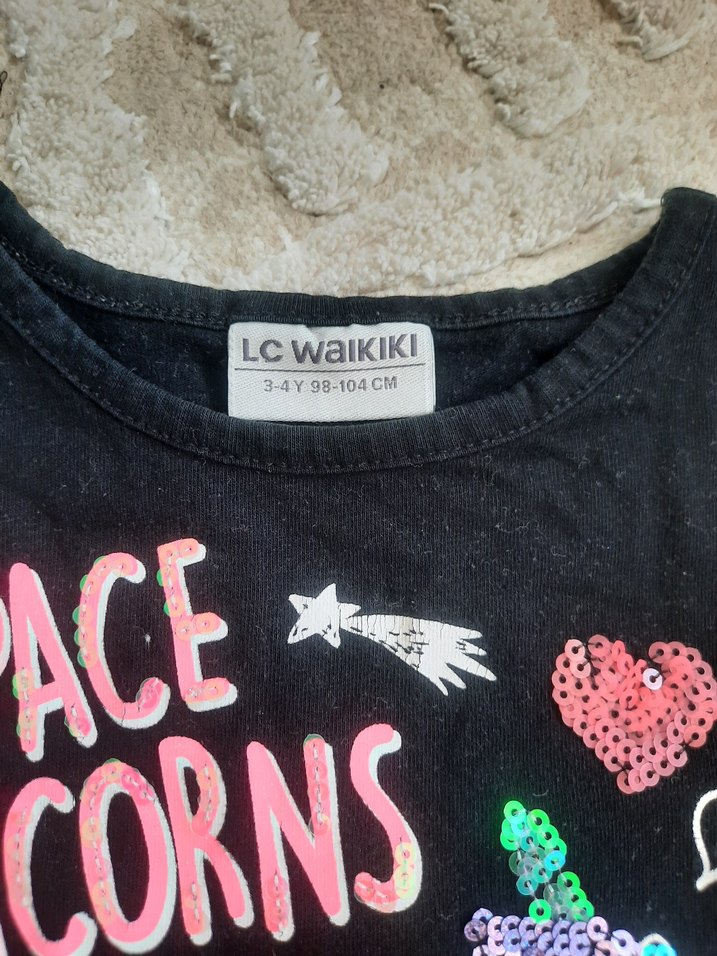 LC WAIKIKI
3-4 Y 98-104 CM
PACE
CORNS